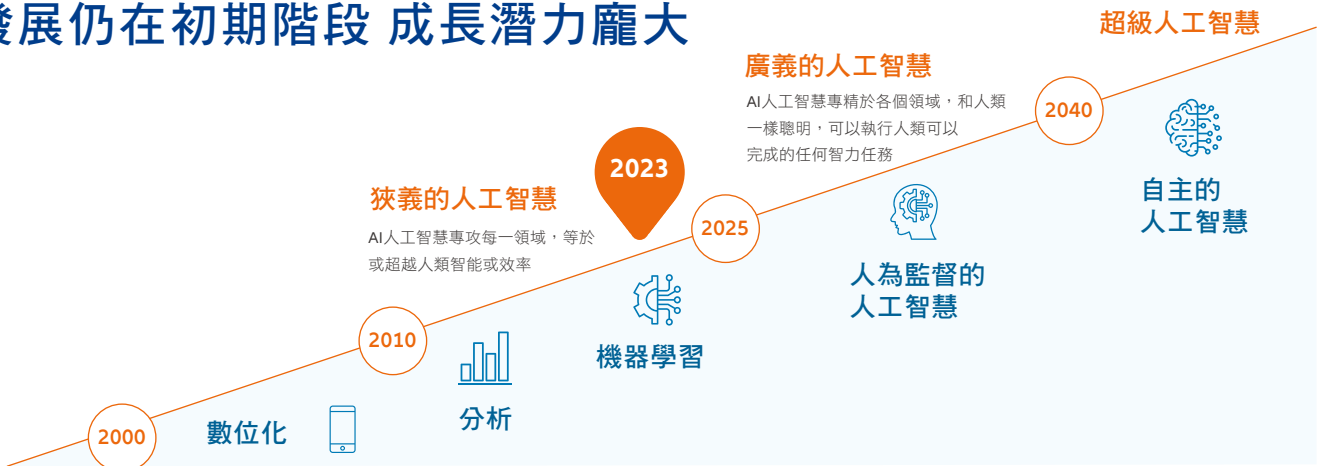 發展仍在初期階段 成長潛力龐大
超級人工智慧
廣義的人工智慧
AI人工智慧專精於各個領域，和人類
一樣聰明，可以執行人類可以
完成的任何智力任務
2040
自主的
人工智慧
2023
狹義的人工智慧
AI人工智慧專攻每一領域，等於
或超越人類智能或效率
2025
人為監督的
人工智慧
2010
機器學習
分析
2000
數位化